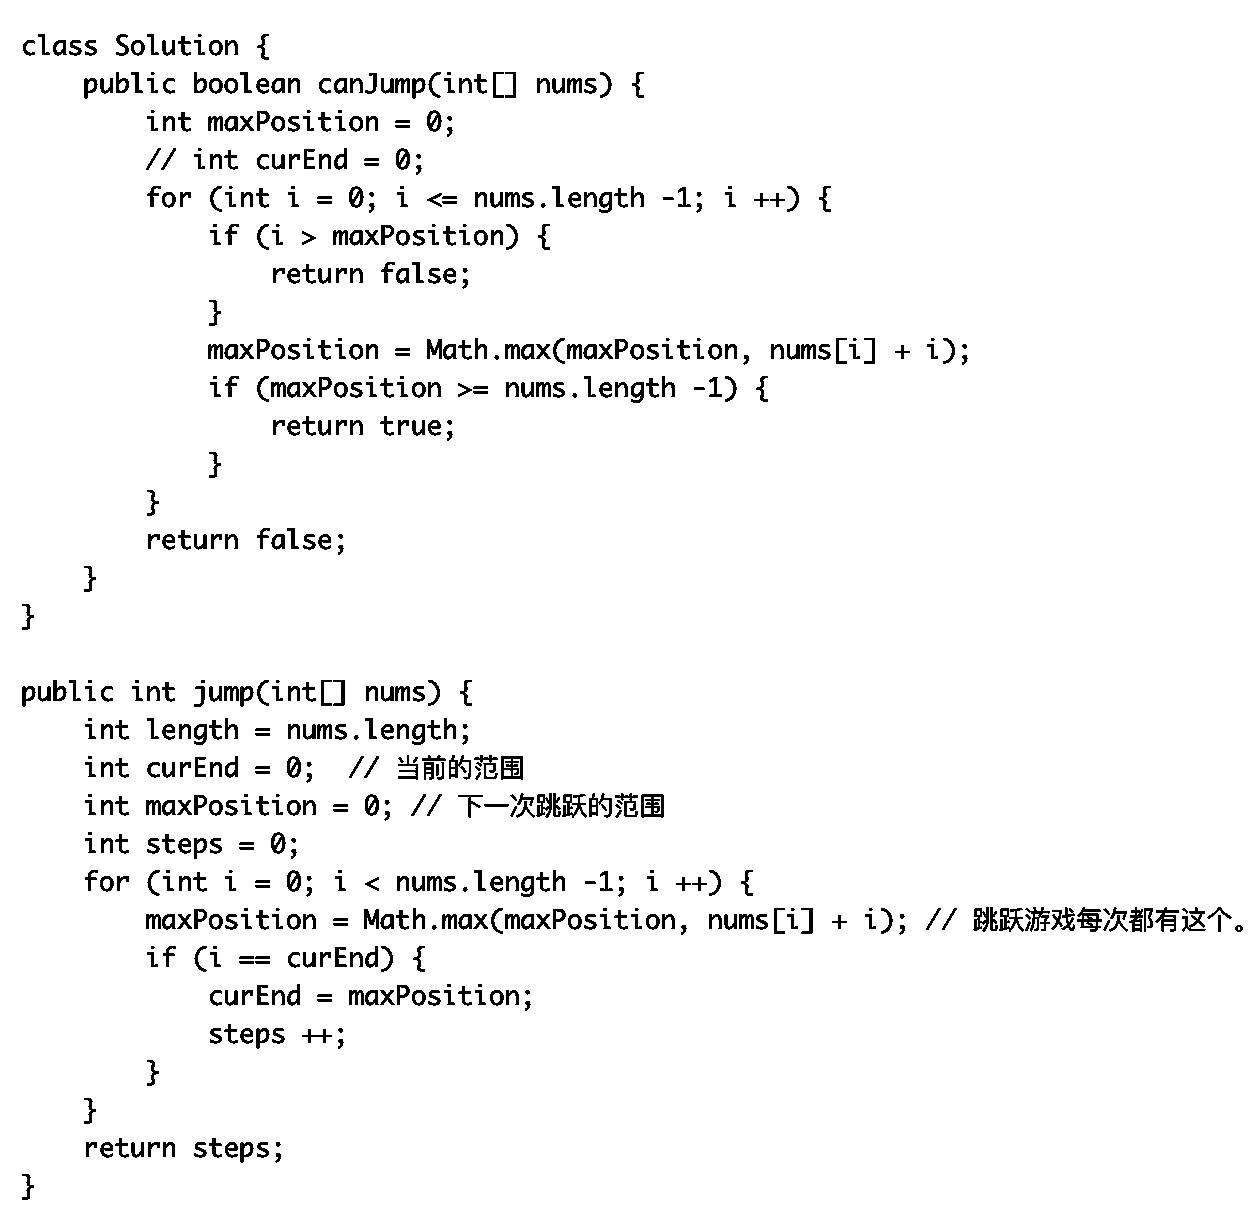 class Solution {
    public boolean canJump(int[] nums) {
        int maxPosition = 0;
        // int curEnd = 0;
        for (int i = 0; i <= nums.length -1; i ++) {
            if (i > maxPosition) {
                return false;
            }
            maxPosition = Math.max(maxPosition, nums[i] + i);
            if (maxPosition >= nums.length -1) {
                return true;
            }
        }
        return false;
    }
}

public int jump(int[] nums) {
    int length = nums.length;
    int curEnd = 0;  // 当前的范围
    int maxPosition = 0; // 下一次跳跃的范围
    int steps = 0;
    for (int i = 0; i < nums.length -1; i ++) {
        maxPosition = Math.max(maxPosition, nums[i] + i); // 跳跃游戏每次都有这个。
        if (i == curEnd) {
            curEnd = maxPosition;
            steps ++;
        }
    }
    return steps;
}